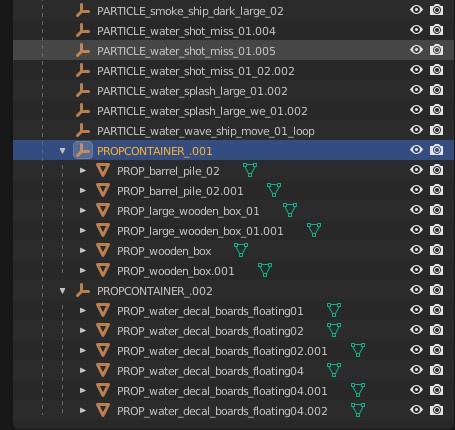 PARTICLE_smoke_ship_dark_large_02
PARTICLE_water_shot_miss_01.004
PARTICLE_water_shot_miss_01.005
PARTICLE_water_shot_miss_01_02.002
PARTICLE_water_splash_large_01.002
PARTICLE_water_splash_large_we_01.002
PARTICLE_water_wave_ship_move_01_loop
PROPCONTAINER_.001
PROP_barrel_pile_02
PROP_barrel_pile_02.001
PROP_large_wooden_box_01
PROP_large_wooden_box_01.001
PROP_wooden_box
PROP_wooden_box.001
PROPCONTAINER_.002
PROP_water_decal_boards_floating01
PROP_water_decal_boards_floating02
PROP_water_decal_boards_floating02.001
PROP_water_decal_boards_floating04
PROP_water_decal_boards_floating04.001
PROP_water_decal_boards_floating04.002